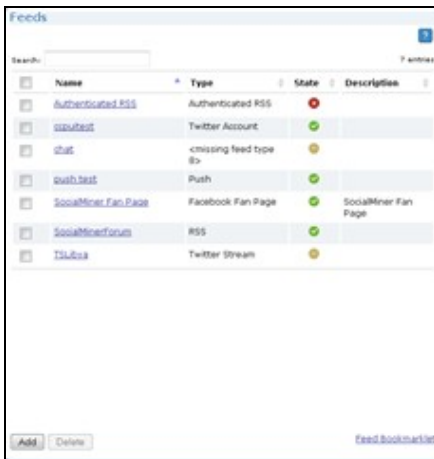 Feeds
?
Search:
7 entries
Name Type State Description
Authenticated RSS Authenticated RSS
ccpuitest Twitter Account
chat <missing feed type
8>
push test Push
SocialMiner Fan Page Facebook Fan Page SocialMiner Fan
Page
SocialMinerForum RSS
TSLibya Twitter Stream
Add Delete Feed Bookmarklet